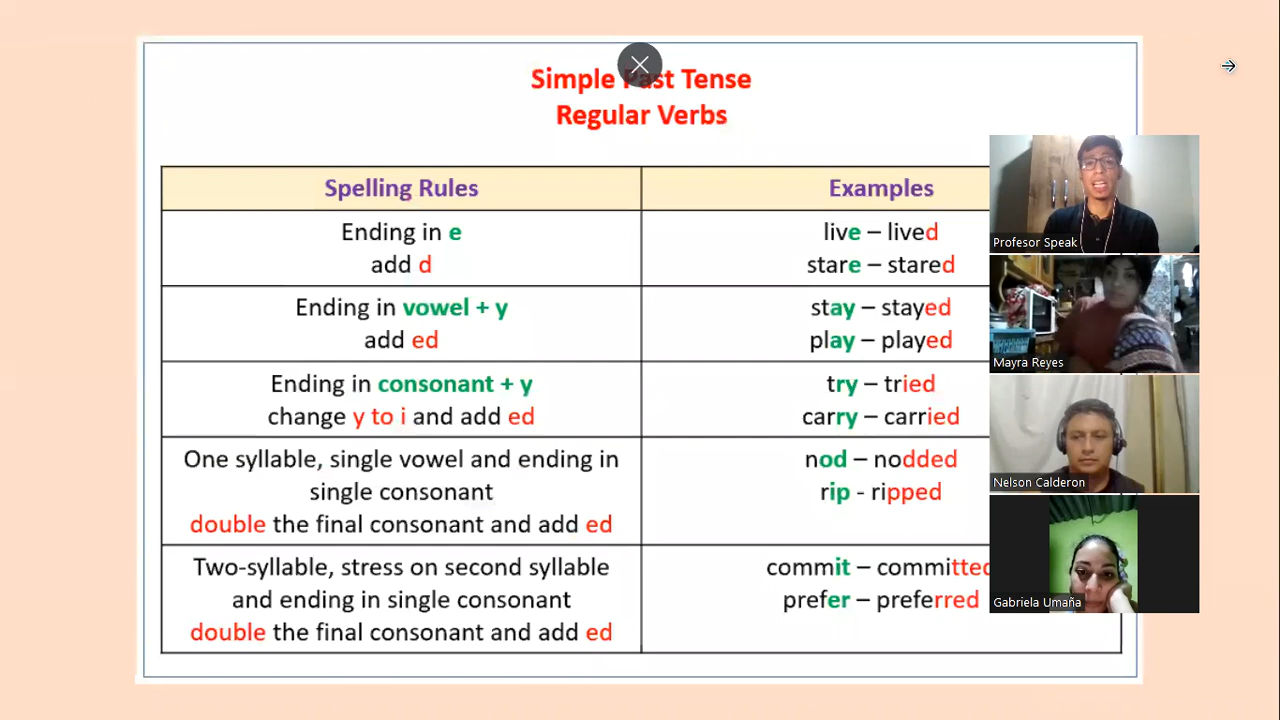 Simple Past Tense
Regular Verbs
Spelling Rules
Examples
Ending in e
add d
live – lived
stare – stared
Ending in vowel + y
add ed
stay – stayed
play – played
Ending in consonant + y
change y to i and add ed
try – tried
carry – carried
One syllable, single vowel and ending in
single consonant
double the final consonant and add ed
nod – nodded
rip - ripped
Two-syllable, stress on second syllable
and ending in single consonant
double the final consonant and add ed
commit – committed
prefer – preferred
Profesor Speak
Mayra Reyes
Nelson Calderon
Gabriela Umaña